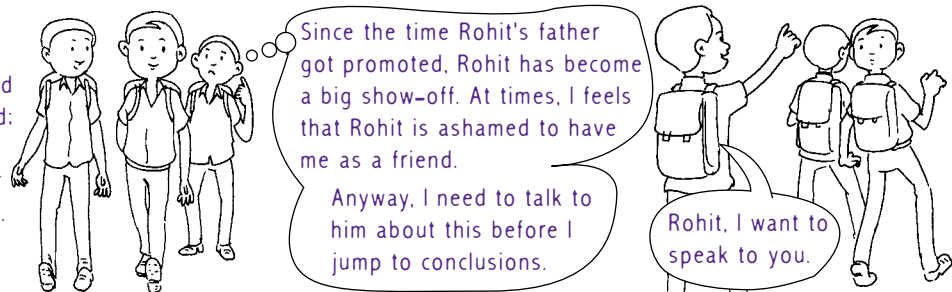 d
d;
.
Since the time Rohit's father
got promoted, Rohit has become
a big show-off. At times, I feels
that Rohit is ashamed to have
me as a friend.
Anyway, I need to talk to
him about this before I
jump to conclusions.
Rohit, I want to
speak to you.